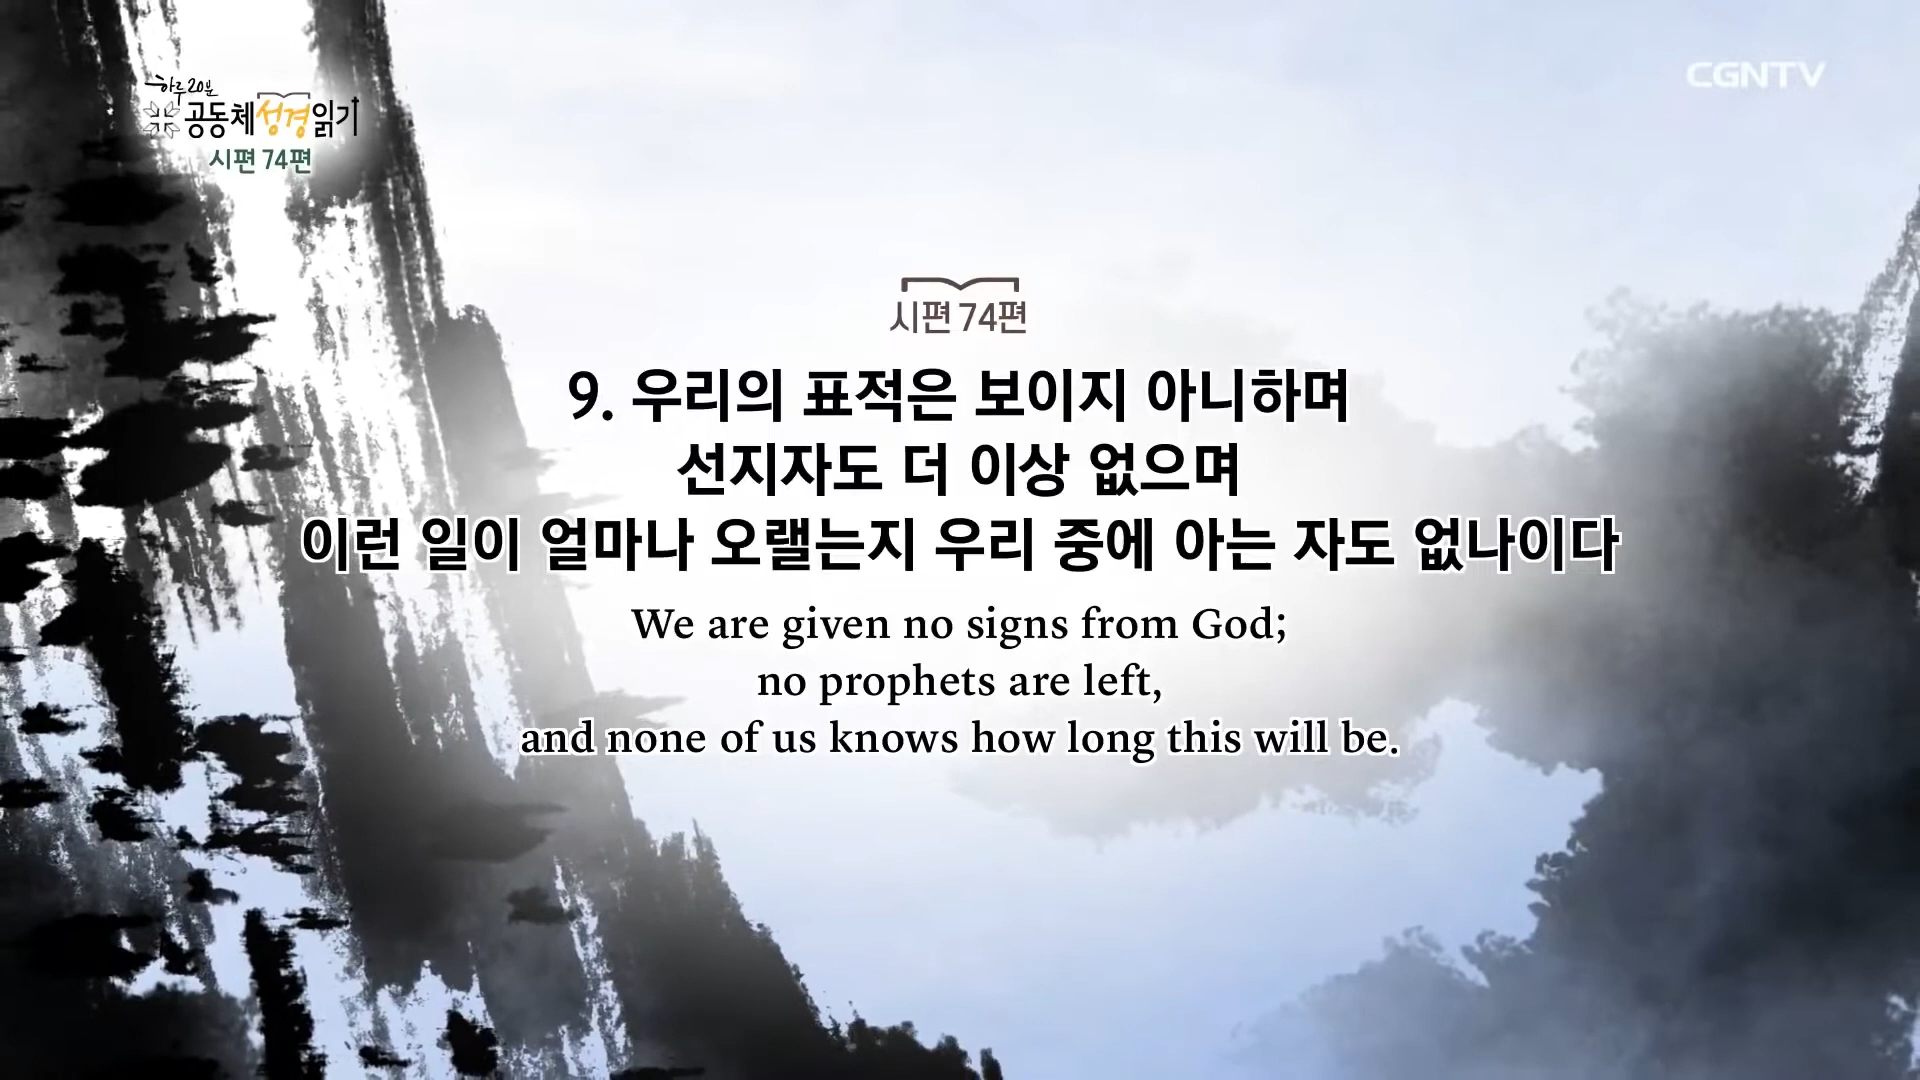 하루 20분
공동체성경읽기
시편 74편
CGNTV
시편 74편
9. 우리의 표적은 보이지 아니하며
선지자도 더 이상 없으며
이런 일이 얼마나 오랠는지 우리 중에 아는 자도 없나이다
We are given no signs from God;
no prophets are left,
and none of us knows how long this will be.